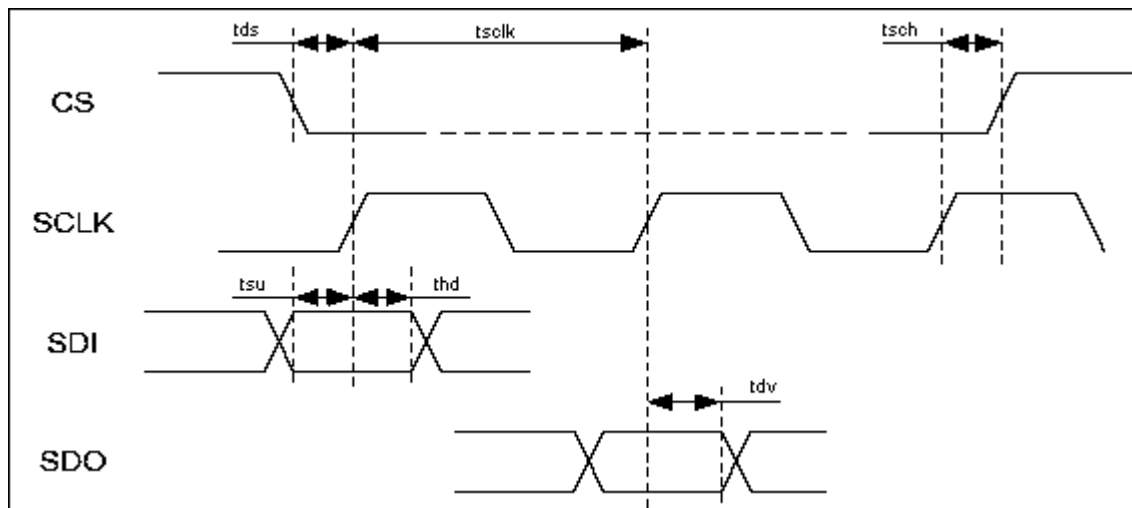 tds
tsclk
tsch
CS
SCLK
tsu
thd
SDI
tdv
SDO